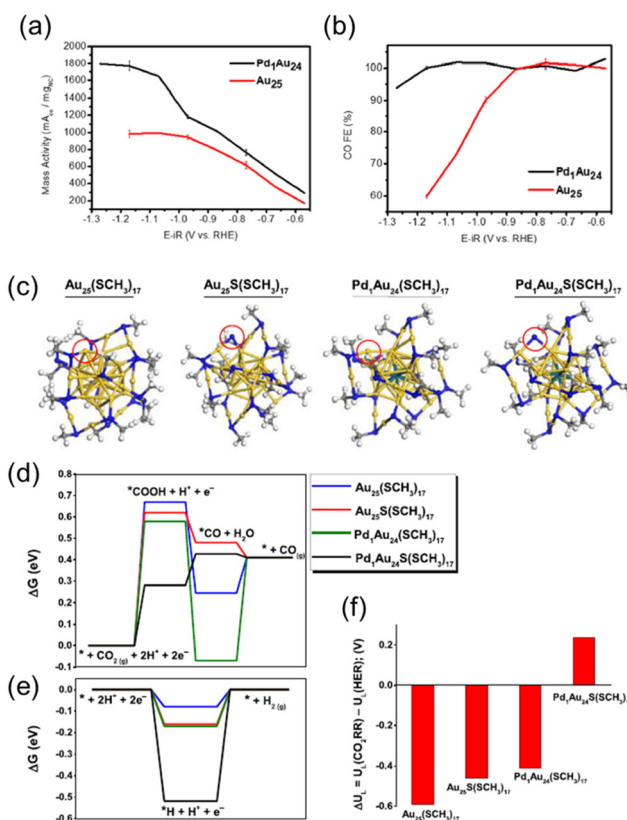 (a)
1800
1600
1400
1200
1000
800
600
400
200
Mass Activity (mA_co / mg_NC)
Pd₁Au₂₄
Au₂₅
-1.3 -1.2 -1.1 -1.0 -0.9 -0.8 -0.7 -0.6
E-iR (V vs. RHE)
(b)
100
90
80
70
60
CO FE (%)
Pd₁Au₂₄
Au₂₅
-1.3 -1.2 -1.1 -1.0 -0.9 -0.8 -0.7 -0.6
E-iR (V vs. RHE)
(c)
Au₂₅(SCH₃)₁₇ Au₂₅S(SCH₃)₁₇ Pd₁Au₂₄(SCH₃)₁₇ Pd₁Au₂₄S(SCH₃)₁₇
(d)
0.8
0.7
0.6
0.5
0.4
0.3
0.2
0.1
0.0
-0.1
ΔG (eV)
*COOH + H⁺ + e⁻
*CO + H₂O
* + CO (g)
* + CO₂ (g) + 2H⁺ + 2e⁻
Au₂₅(SCH₃)₁₇
Au₂₅S(SCH₃)₁₇
Pd₁Au₂₄(SCH₃)₁₇
Pd₁Au₂₄S(SCH₃)₁₇
(e)
-0.0
-0.1
-0.2
-0.3
-0.4
-0.5
-0.6
ΔG (eV)
* + 2H⁺ + 2e⁻
* + H₂ (g)
*H + H⁺ + e⁻
(f)
0.2
0.0
-0.2
-0.4
-0.6
ΔU_L = U_L(CO₂RR) – U_L(HER); (V)
Pd₁Au₂₄S(SCH₃)
Pd₁Au₂₄(SCH₃)₁₇
Au₂₅S(SCH₃)₁₇
Au₂₅(SCH₃)₁₇